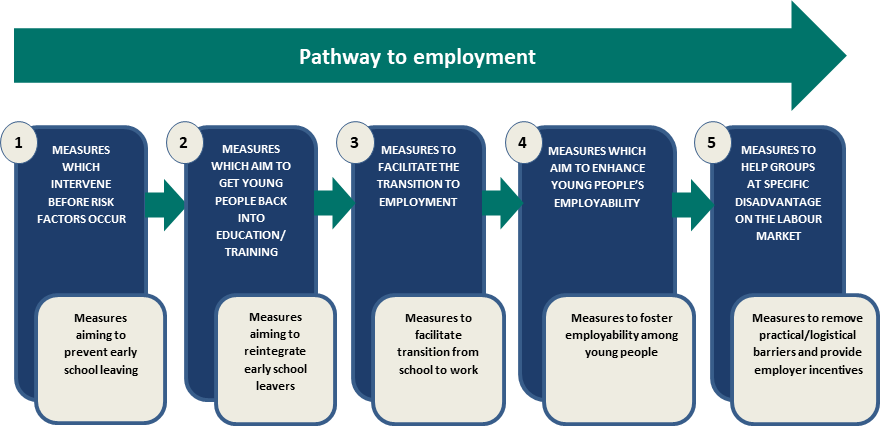 Pathway to employment
1
MEASURES
WHICH
INTERVENE
BEFORE RISK
FACTORS OCCUR
Measures
aiming to
prevent early
school leaving
2
MEASURES
WHICH AIM TO
GET YOUNG
PEOPLE BACK
INTO
EDUCATION/
TRAINING
Measures
aiming to
reintegrate
early school
leavers
3
MEASURES TO
FACILITATE THE
TRANSITION TO
EMPLOYMENT
Measures to
facilitate
transition from
school to work
4
MEASURES WHICH
AIM TO ENHANCE
YOUNG PEOPLE’S
EMPLOYABILITY
Measures to foster
employability among
young people
5
MEASURES TO
HELP GROUPS
AT SPECIFIC
DISADVANTAGE
ON THE LABOUR
MARKET
Measures to remove
practical/logistical
barriers and provide
employer incentives